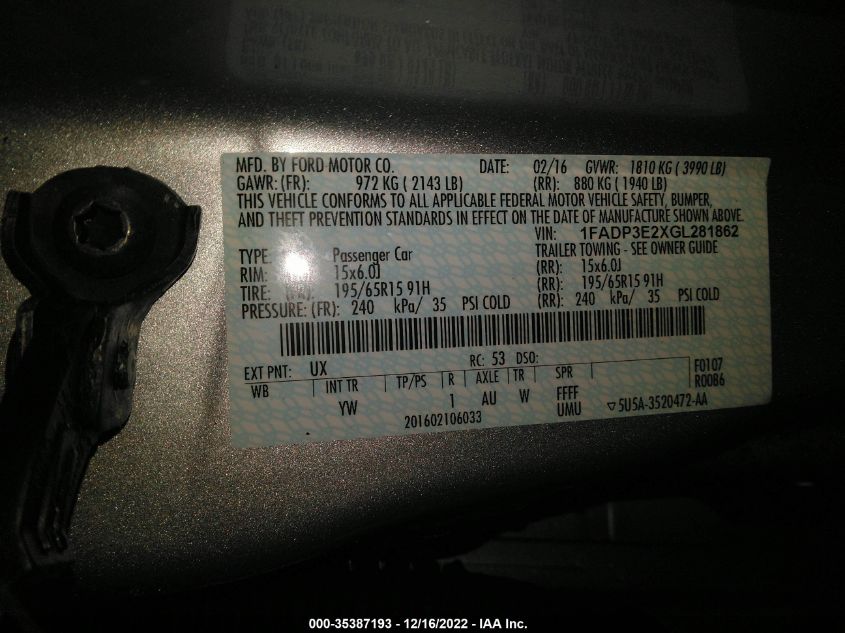 MFD. BY FORD MOTOR CO. DATE: 02/16 GVWR: 1810 KG ( 3990 LB)
GAWR: (FR): 972 KG ( 2143 LB) (RR): 880 KG ( 1940 LB)
THIS VEHICLE CONFORMS TO ALL APPLICABLE FEDERAL MOTOR VEHICLE SAFETY, BUMPER,
AND THEFT PREVENTION STANDARDS IN EFFECT ON THE DATE OF MANUFACTURE SHOWN ABOVE.
VIN: 1FADP3E2XGL281862
TYPE: Passenger Car TRAILER TOWING - SEE OWNER GUIDE
RIM: 15x6.0J (RR): 15x6.0J
TIRE: (FR): 195/65R15 91H (RR): 195/65R15 91H
PRESSURE: (FR): 240 kPa/ 35 PSI COLD (RR): 240 kPa/ 35 PSI COLD
EXT PNT: UX RC: 53 DSO:
WB INT TR TP/PS R AXLE TR SPR F0107
R0086
YW 1 AU W FFFF
UMU
201602106033 5U5A-3520472-AA
000-35387193 - 12/16/2022 - IAA Inc.